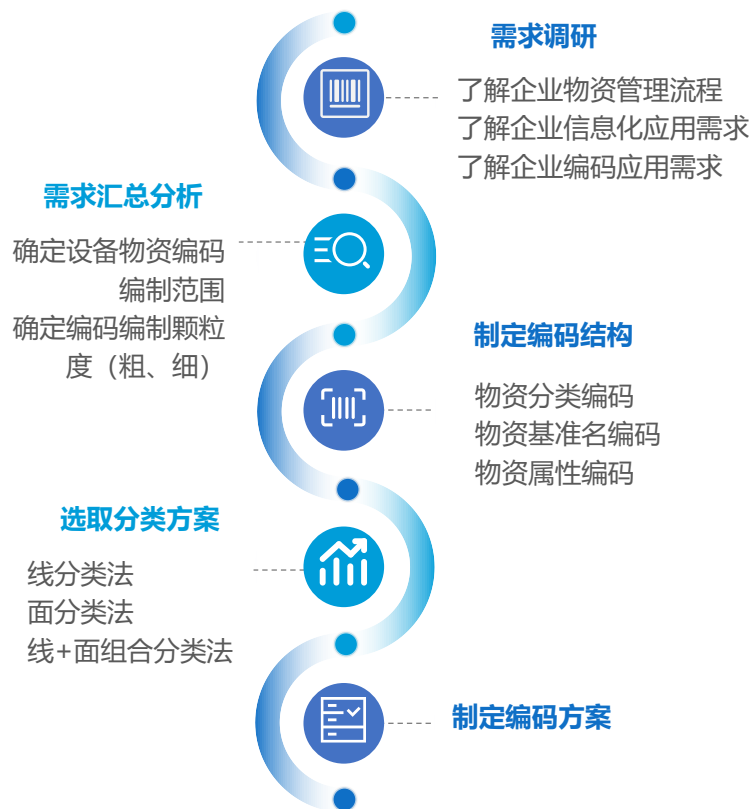 需求调研
了解企业物资管理流程
了解企业信息化应用需求
了解企业编码应用需求
需求汇总分析
确定设备物资编码
编制范围
确定编码编制颗粒
度（粗、细）
制定编码结构
物资分类编码
物资基准名编码
物资属性编码
选取分类方案
线分类法
面分类法
线+面组合分类法
制定编码方案